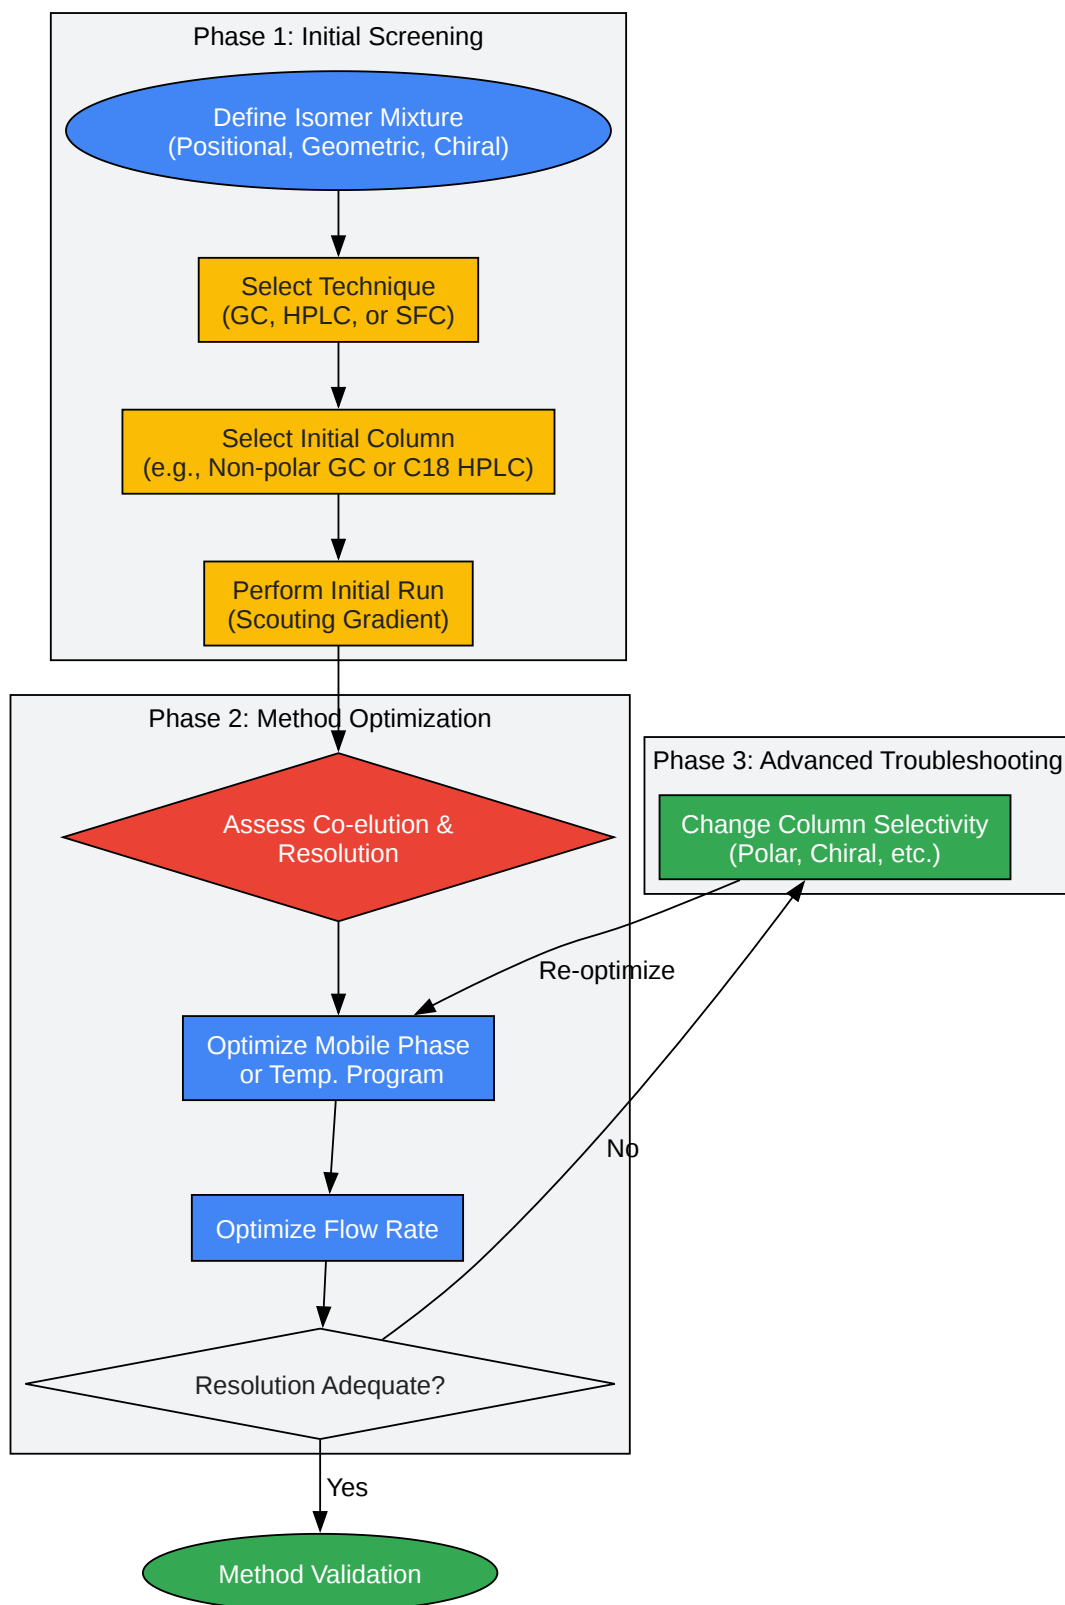 Phase 1: Initial Screening
Define Isomer Mixture
(Positional, Geometric, Chiral)
Select Technique
(GC, HPLC, or SFC)
Select Initial Column
(e.g., Non-polar GC or C18 HPLC)
Perform Initial Run
(Scouting Gradient)
Phase 2: Method Optimization
Phase 3: Advanced Troubleshooting
Assess Co-elution &
Resolution
Change Column Selectivity
(Polar, Chiral, etc.)
Re-optimize
Optimize Mobile Phase
or Temp. Program
No
Optimize Flow Rate
Resolution Adequate?
Yes
Method Validation